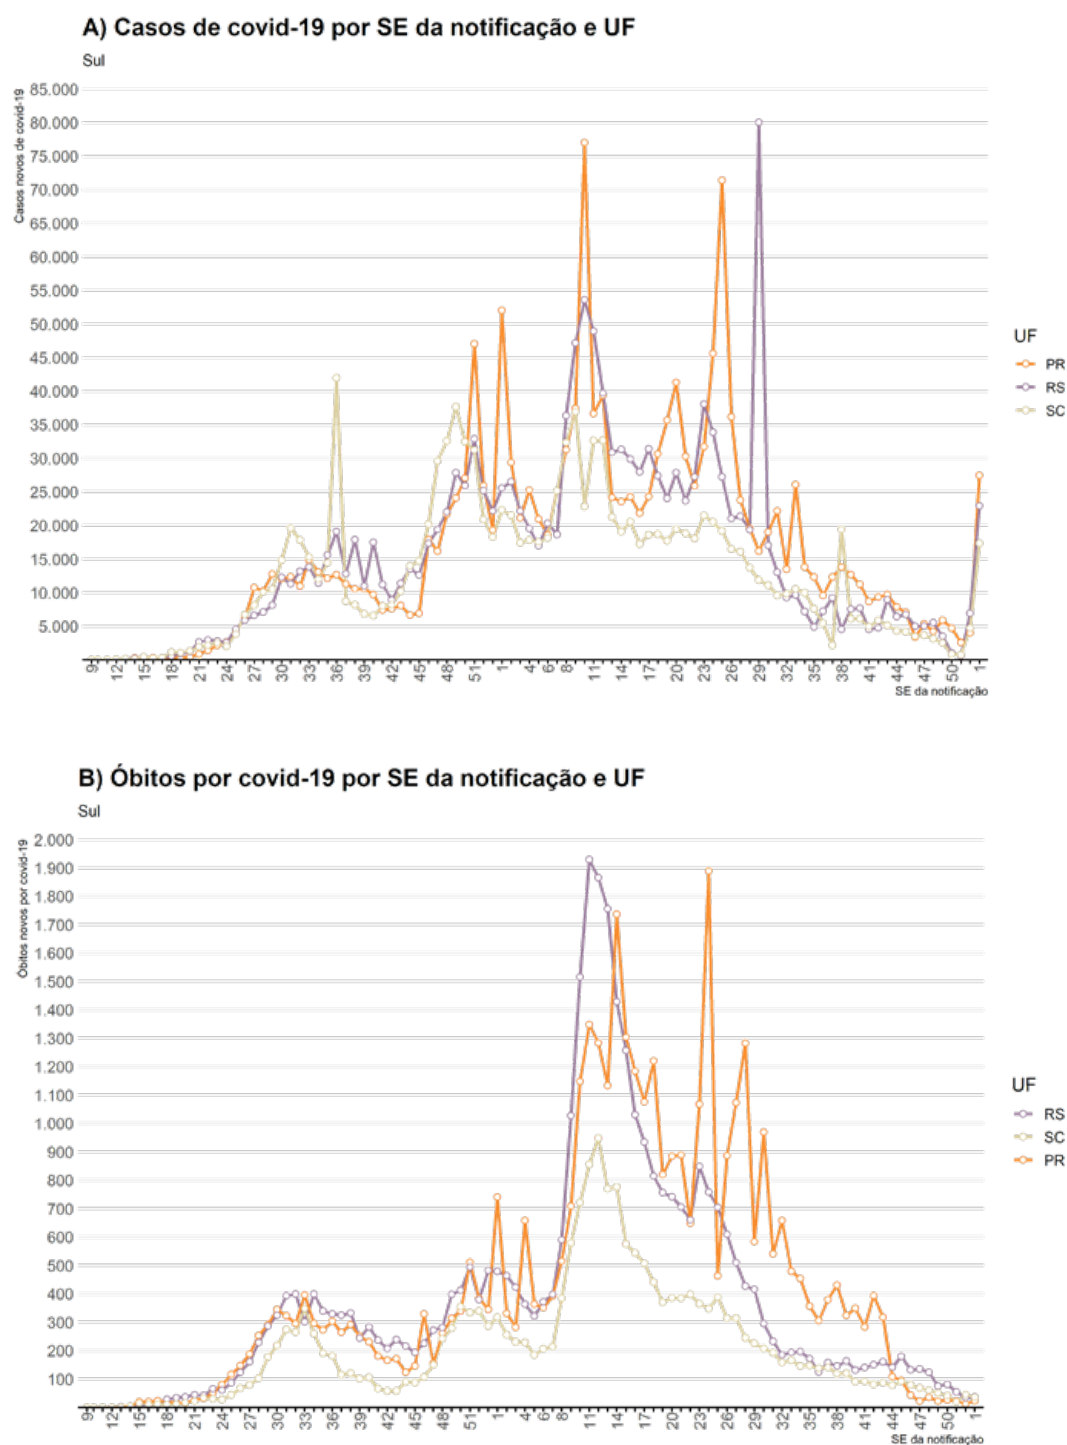 A) Casos de covid-19 por SE da notificação e UF
Sul
Casos novos de covid-19
85.000
80.000
75.000
70.000
65.000
60.000
55.000
50.000
45.000
40.000
35.000
30.000
25.000
20.000
15.000
10.000
5.000
9 12 15 18 21 24 27 30 33 36 39 42 45 48 51 1 4 6 8 11 14 17 20 23 26 29 32 35 38 41 44 47 50 1
SE da notificação
UF
PR
RS
SC
B) Óbitos por covid-19 por SE da notificação e UF
Sul
Óbitos novos por covid-19
2.000
1.900
1.800
1.700
1.600
1.500
1.400
1.300
1.200
1.100
1.000
900
800
700
600
500
400
300
200
100
9 12 15 18 21 24 27 30 33 36 39 42 45 48 51 1 4 6 8 11 14 17 20 23 26 29 32 35 38 41 44 47 50 1
SE da notificação
UF
RS
SC
PR